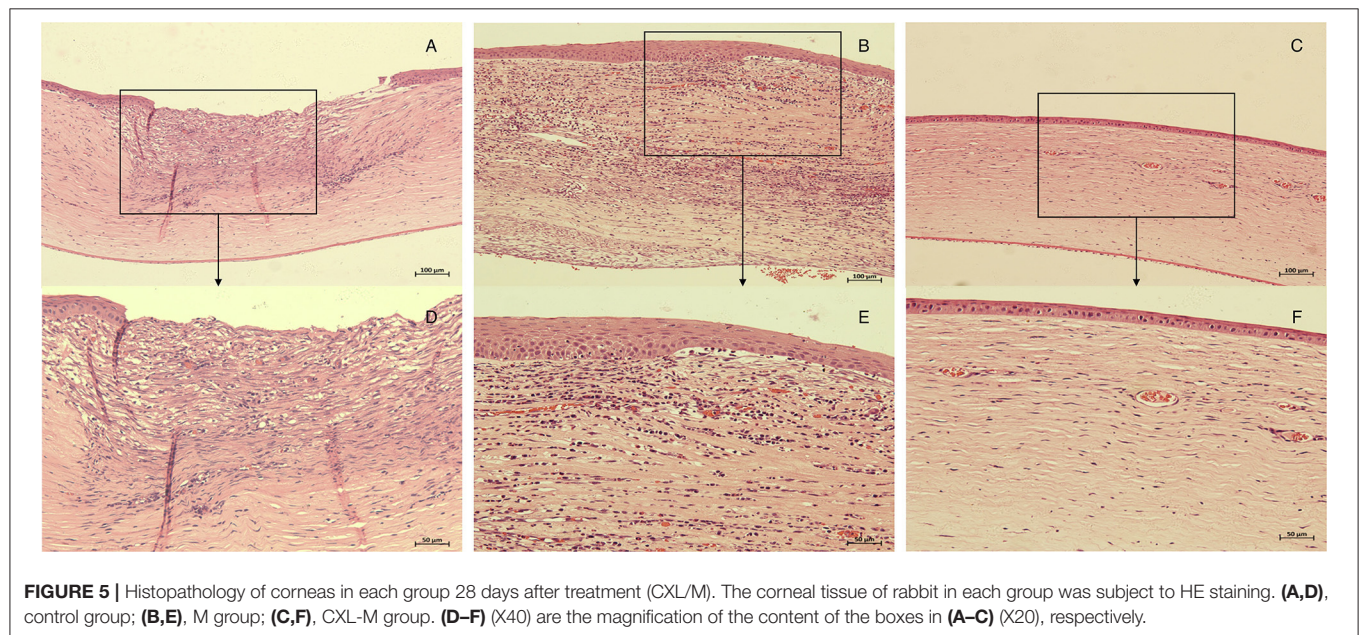 A
B
C
100 µm
100 µm
100 µm
D
E
F
50 µm
50 µm
50 µm
FIGURE 5 | Histopathology of corneas in each group 28 days after treatment (CXL/M). The corneal tissue of rabbit in each group was subject to HE staining. (A,D),
control group; (B,E), M group; (C,F), CXL-M group. (D–F) (X40) are the magnification of the content of the boxes in (A–C) (X20), respectively.